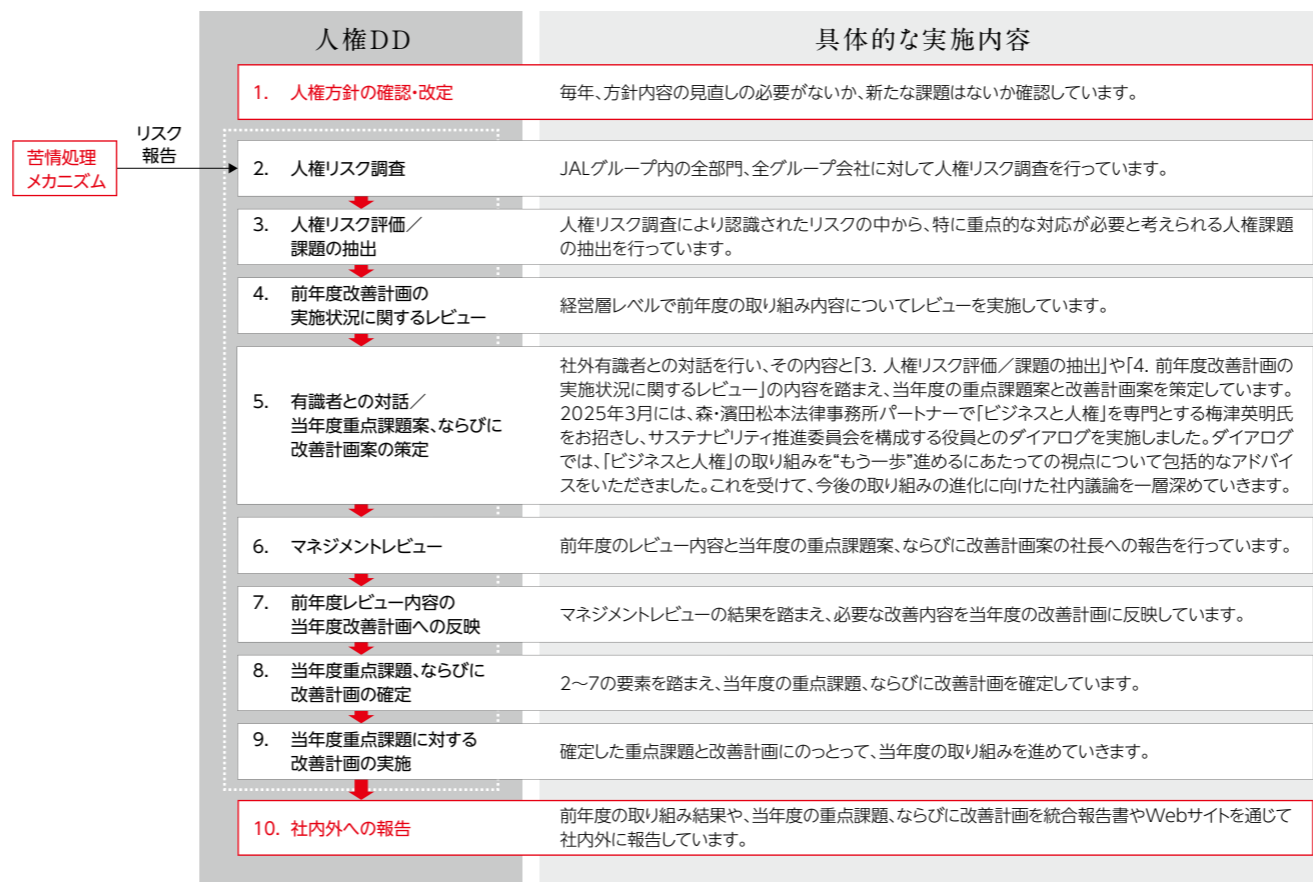 人権DD
具体的な実施内容
1. 人権方針の確認・改定
毎年、方針内容の見直しの必要がないか、新たな課題はないか確認しています。
苦情処理
メカニズム
リスク
報告
2. 人権リスク調査
JALグループ内の全部門、全グループ会社に対して人権リスク調査を行っています。
3. 人権リスク評価／
課題の抽出
人権リスク調査により認識されたリスクの中から、特に重点的な対応が必要と考えられる人権課題
の抽出を行っています。
4. 前年度改善計画の
実施状況に関するレビュー
経営層レベルで前年度の取り組み内容についてレビューを実施しています。
5. 有識者との対話／
当年度重点課題案、ならびに
改善計画案の策定
社外有識者との対話を行い、その内容と「3. 人権リスク評価／課題の抽出」や「4. 前年度改善計画の
実施状況に関するレビュー」の内容を踏まえ、当年度の重点課題案と改善計画案を策定しています。
2025年3月には、森・濱田松本法律事務所パートナーで「ビジネスと人権」を専門とする梅津英明氏
をお招きし、サステナビリティ推進委員会を構成する役員とのダイアログを実施しました。ダイアログ
では、「ビジネスと人権」の取り組みを“もう一歩”進めるにあたっての視点について包括的なアドバイ
スをいただきました。これを受けて、今後の取り組みの進化に向けた社内議論を一層深めていきます。
6. マネジメントレビュー
前年度のレビュー内容と当年度の重点課題案、ならびに改善計画案の社長への報告を行っています。
7. 前年度レビュー内容の
当年度改善計画への反映
マネジメントレビューの結果を踏まえ、必要な改善内容を当年度の改善計画に反映しています。
8. 当年度重点課題、ならびに
改善計画の確定
2〜7の要素を踏まえ、当年度の重点課題、ならびに改善計画を確定しています。
9. 当年度重点課題に対する
改善計画の実施
確定した重点課題と改善計画にのっとって、当年度の取り組みを進めていきます。
10. 社内外への報告
前年度の取り組み結果や、当年度の重点課題、ならびに改善計画を統合報告書やWebサイトを通じて
社内外に報告しています。